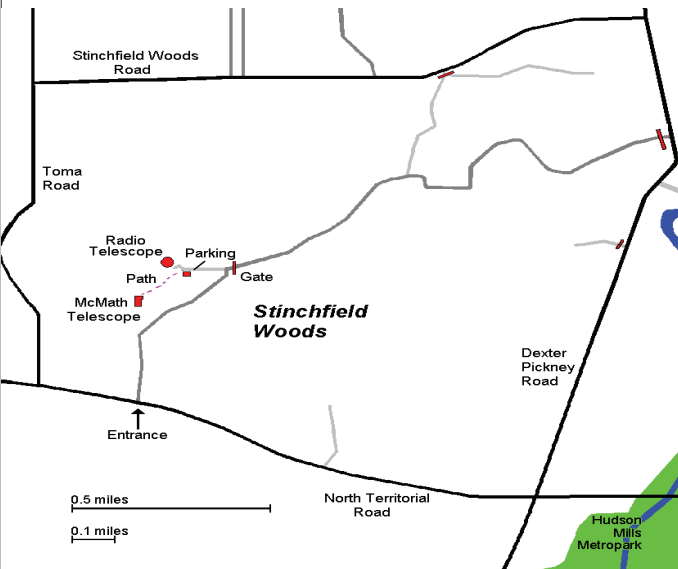 Stinchfield Woods
Road
Toma
Road
Radio
Telescope
Parking
Path
Gate
McMath
Telescope
Stinchfield
Woods
Dexter
Pickney
Road
Entrance
0.5 miles
North Territorial
Road
0.1 miles
Hudson
Mills
Metropark